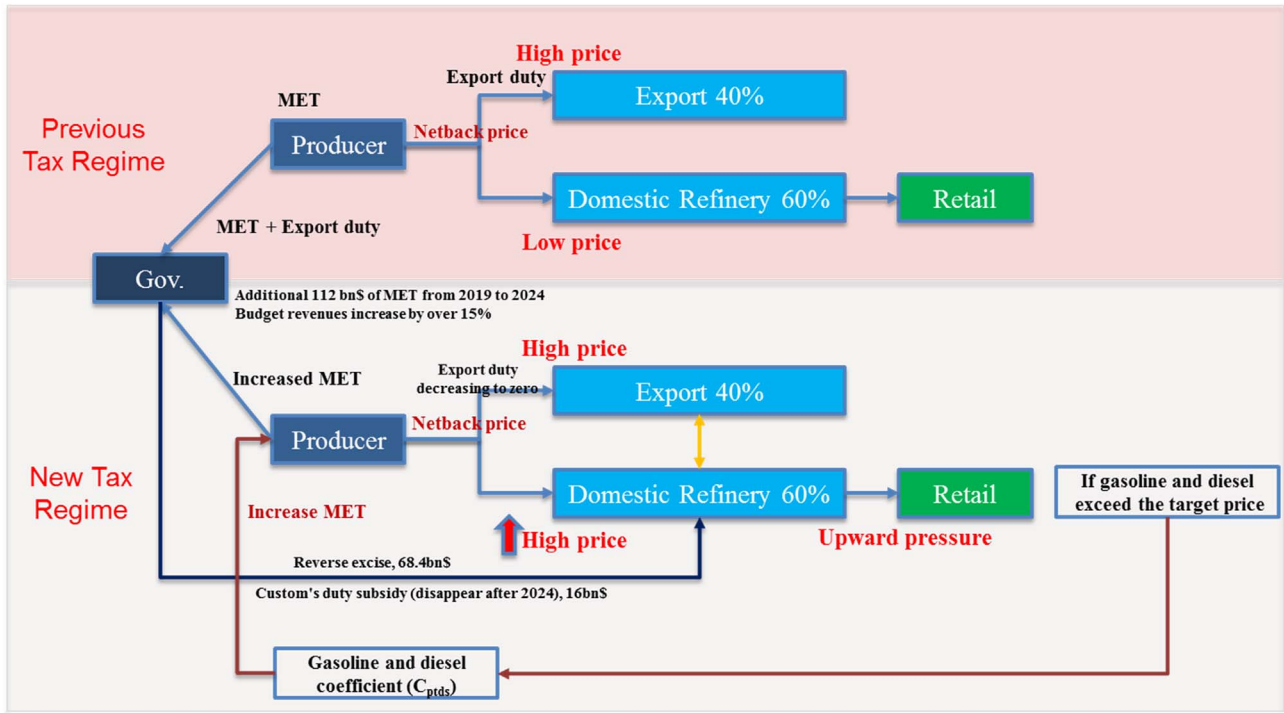 High price
Export duty
Export 40%
MET
Previous
Tax Regime
Producer
Netback price
Domestic Refinery 60%
Retail
MET + Export duty
Low price
Gov.
Additional 112 bn$ of MET from 2019 to 2024
Budget revenues increase by over 15%
High price
Export duty
decreasing to zero
Increased MET
Export 40%
Netback price
Producer
New Tax
Regime
Domestic Refinery 60%
Retail
If gasoline and diesel
exceed the target price
Increase MET
High price
Upward pressure
Reverse excise, 68.4bn$
Custom's duty subsidy (disappear after 2024), 16bn$
Gasoline and diesel
coefficient (Cptds)